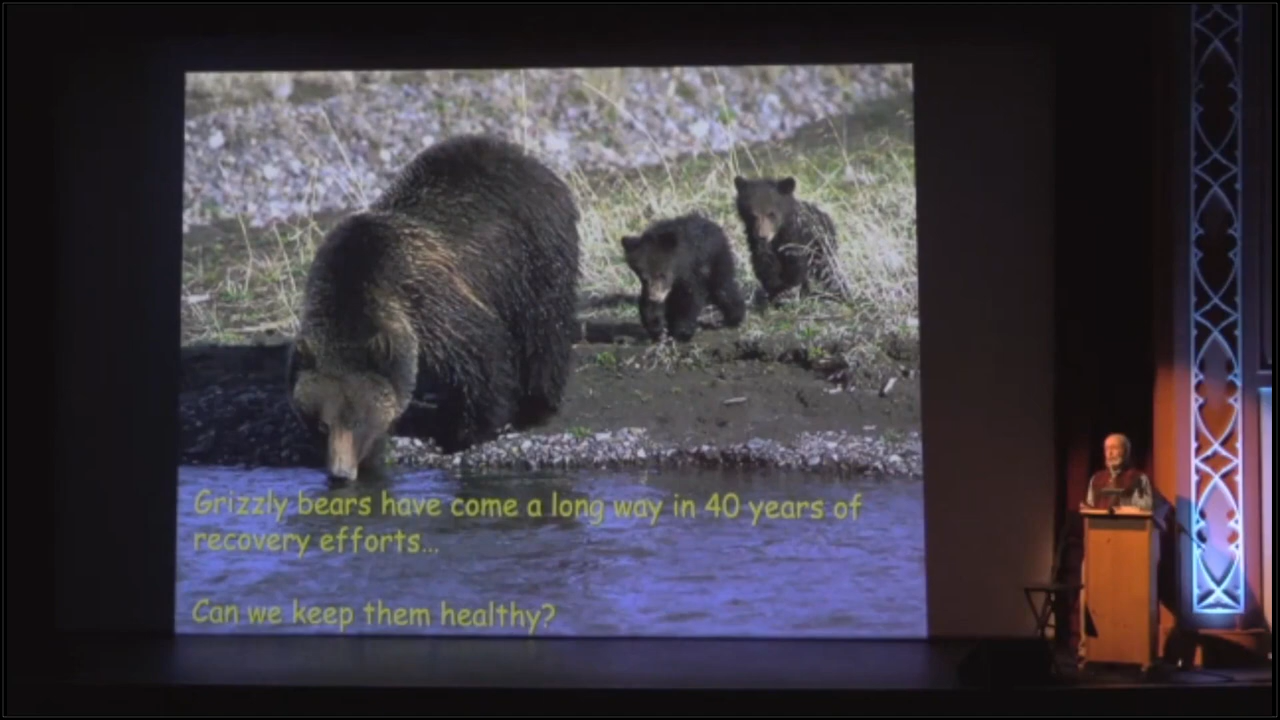 Grizzly bears have come a long way in 40 years of
recovery efforts...
Can we keep them healthy?